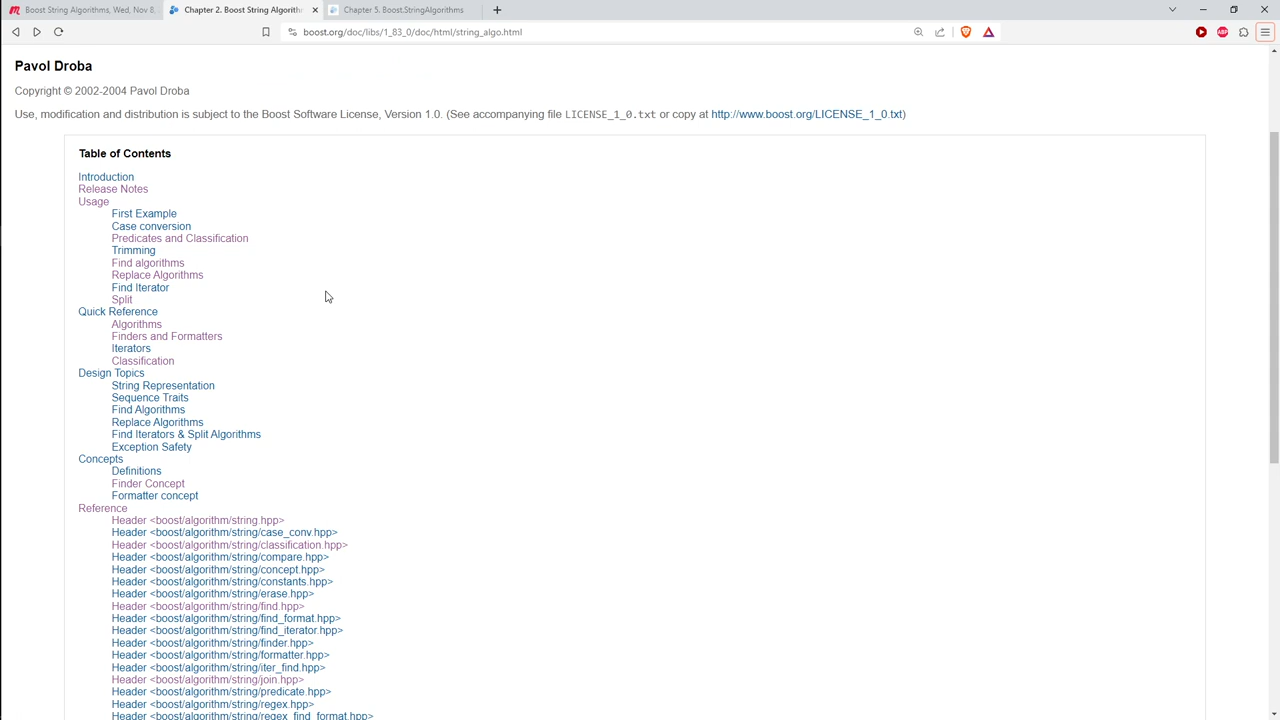 Boost String Algorithms, Wed, Nov 8,
Chapter 2. Boost String Algorithm
Chapter 5. Boost.StringAlgorithms
boost.org/doc/libs/1_83_0/doc/html/string_algo.html
ABP
Pavol Droba
Copyright © 2002-2004 Pavol Droba
Use, modification and distribution is subject to the Boost Software License, Version 1.0. (See accompanying file LICENSE_1_0.txt or copy at http://www.boost.org/LICENSE_1_0.txt)
Table of Contents
Introduction
Release Notes
Usage
First Example
Case conversion
Predicates and Classification
Trimming
Find algorithms
Replace Algorithms
Find Iterator
Split
Quick Reference
Algorithms
Finders and Formatters
Iterators
Classification
Design Topics
String Representation
Sequence Traits
Find Algorithms
Replace Algorithms
Find Iterators & Split Algorithms
Exception Safety
Concepts
Definitions
Finder Concept
Formatter concept
Reference
Header <boost/algorithm/string.hpp>
Header <boost/algorithm/string/case_conv.hpp>
Header <boost/algorithm/string/classification.hpp>
Header <boost/algorithm/string/compare.hpp>
Header <boost/algorithm/string/concept.hpp>
Header <boost/algorithm/string/constants.hpp>
Header <boost/algorithm/string/erase.hpp>
Header <boost/algorithm/string/find.hpp>
Header <boost/algorithm/string/find_format.hpp>
Header <boost/algorithm/string/find_iterator.hpp>
Header <boost/algorithm/string/finder.hpp>
Header <boost/algorithm/string/formatter.hpp>
Header <boost/algorithm/string/iter_find.hpp>
Header <boost/algorithm/string/join.hpp>
Header <boost/algorithm/string/predicate.hpp>
Header <boost/algorithm/string/regex.hpp>
Header <boost/algorithm/string/regex_find_format.hpp>